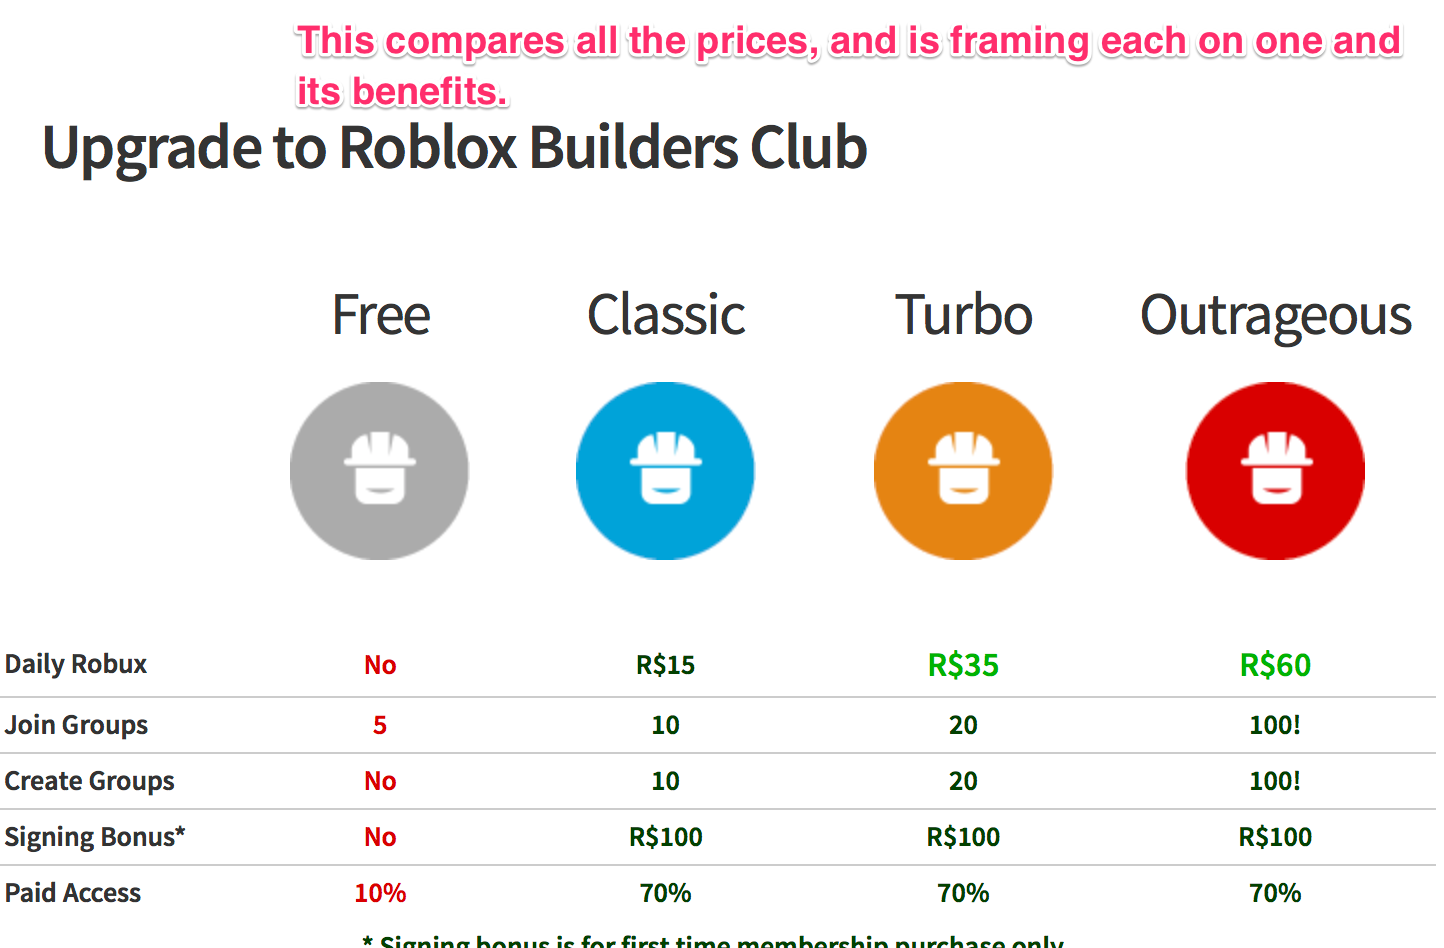 This compares all the prices, and is framing each on one and
its benefits.
Upgrade to Roblox Builders Club
Free Classic Turbo Outrageous
Daily Robux No R$15 R$35 R$60
Join Groups 5 10 20 100!
Create Groups No 10 20 100!
Signing Bonus* No R$100 R$100 R$100
Paid Access 10% 70% 70% 70%
* Signing bonus is for first time membership purchase only